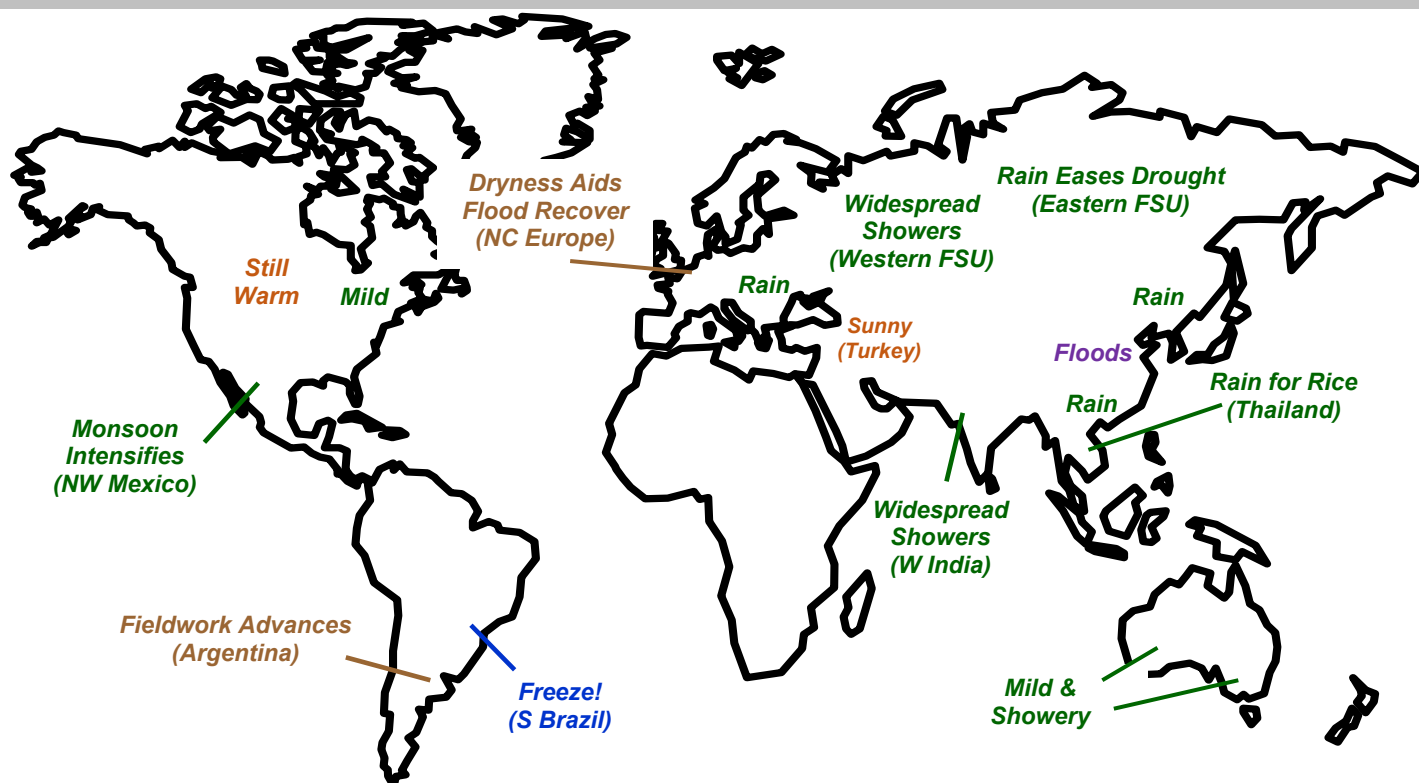 Dryness Aids
Flood Recover
(NC Europe)
Rain Eases Drought
(Eastern FSU)
Widespread
Showers
(Western FSU)
Still
Warm
Mild
Rain
Rain
Sunny
(Turkey)
Floods
Rain for Rice
(Thailand)
Rain
Monsoon
Intensifies
(NW Mexico)
Widespread
Showers
(W India)
Fieldwork Advances
(Argentina)
Freeze!
(S Brazil)
Mild &
Showery